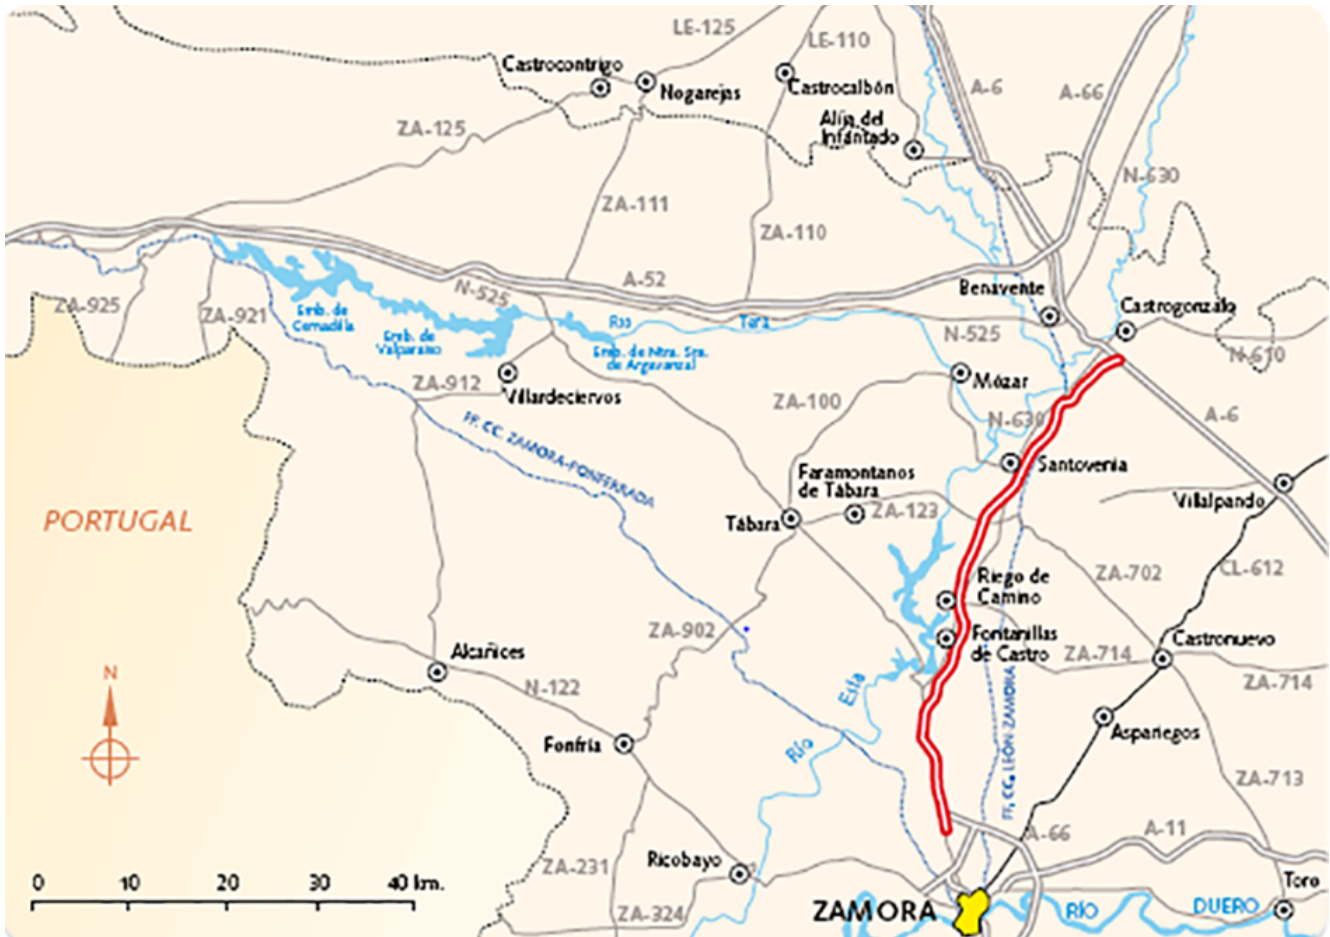 LE-125
LE-110
Castrocontrigo
Nogarejas
Castrocalbón
A-6
A-66
Alija del
Infantado
ZA-125
N-630
ZA-111
ZA-110
A-52
N-525
Benavente
Castrogonzalo
ZA-925
ZA-921
Emb. de
Cernadilla
Emb. de
Valparaiso
Río Tera
N-525
N-610
Emb. de Ntra. Sra.
de Agavanzal
ZA-912
Villardeciervos
Mózar
ZA-100
N-630
A-6
FF. CC. ZAMORA-PONFERRADA
Faramontanos
de Tábara
Santovenia
Villalpando
PORTUGAL
Tábara
ZA-123
Riego de
Camino
ZA-702
CL-612
ZA-902
Fontanillas
de Castro
ZA-714
Castronuevo
ZA-714
Alcañices
N
N-122
Río Esla
FF. CC. LEÓN-ZAMORA
Aspariegos
Fonfría
ZA-713
A-66
A-11
ZA-231
Ricobayo
0 10 20 30 40 km.
Toro
ZA-324
ZAMORA
RÍO DUERO